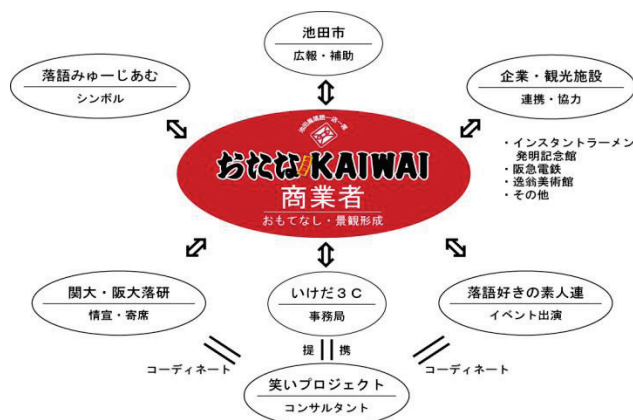 池田市
広報・補助
落語みゅーじあむ
シンボル
企業・観光施設
連携・協力
・インスタントラーメン
発明記念館
・阪急電鉄
・逸翁美術館
・その他
おたなKAIWAI
商業者
おもてなし・景観形成
関大・阪大落研
情宣・寄席
いけだ3C
事務局
落語好きの素人連
イベント出演
コーディネート
提 携
コーディネート
笑いプロジェクト
コンサルタント